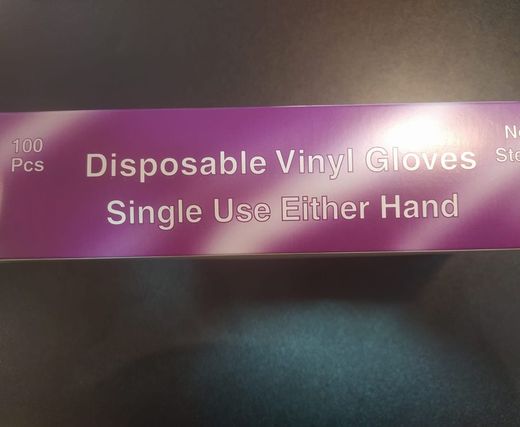 100
Pcs
Disposable Vinyl Gloves
Single Use Either Hand